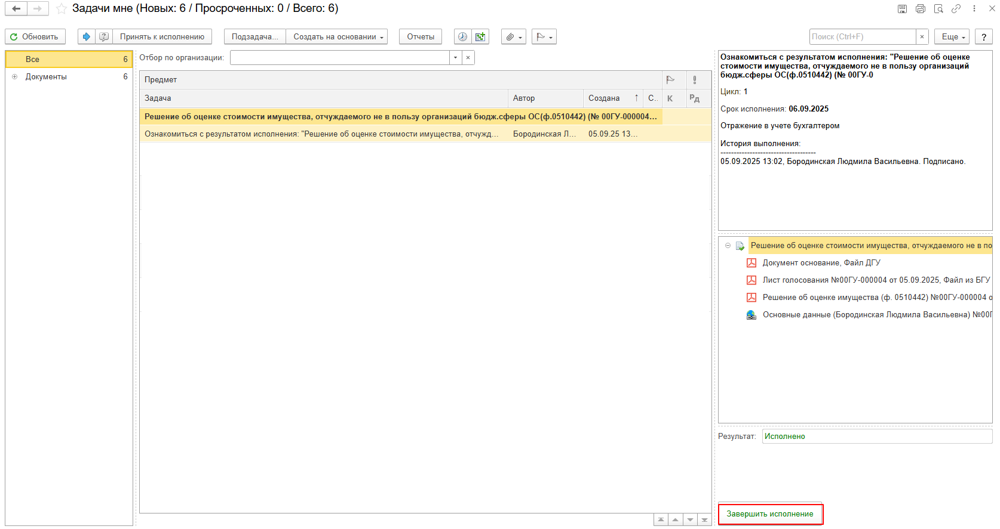 Задачи мне (Новых: 6 / Просроченных: 0 / Всего: 6)
Обновить
?
Принять к исполнению
Подзадача...
Создать на основании
Отчеты
Поиск (Ctrl+F)
×
Еще
?
Все 6
Документы 6
Отбор по организации:
×
Предмет
Задача Автор Создана ↑ С.. К Рд
Решение об оценке стоимости имущества, отчуждаемого не в пользу организаций бюдж.сферы ОС(ф.0510442) (№ 00ГУ-000004...
Ознакомиться с результатом исполнения: "Решение об оценке стоимости имущества, отчужд... Бородинская Л... 05.09.25 13...
Ознакомиться с результатом исполнения: "Решение об оценке
стоимости имущества, отчуждаемого не в пользу организаций
бюдж.сферы ОС(ф.0510442) (№ 00ГУ-0
Цикл: 1
Срок исполнения: 06.09.2025
Отражение в учете бухгалтером
История выполнения:
------------------------------------
05.09.2025 13:02, Бородинская Людмила Васильевна. Подписано.
Решение об оценке стоимости имущества, отчуждаемого не в по
Документ основание, Файл ДГУ
Лист голосования №00ГУ-000004 от 05.09.2025, Файл из БГУ
Решение об оценке имущества (ф. 0510442) №00ГУ-000004 о
Основные данные (Бородинская Людмила Васильевна) №00Г
Результат: Исполнено
Завершить исполнение